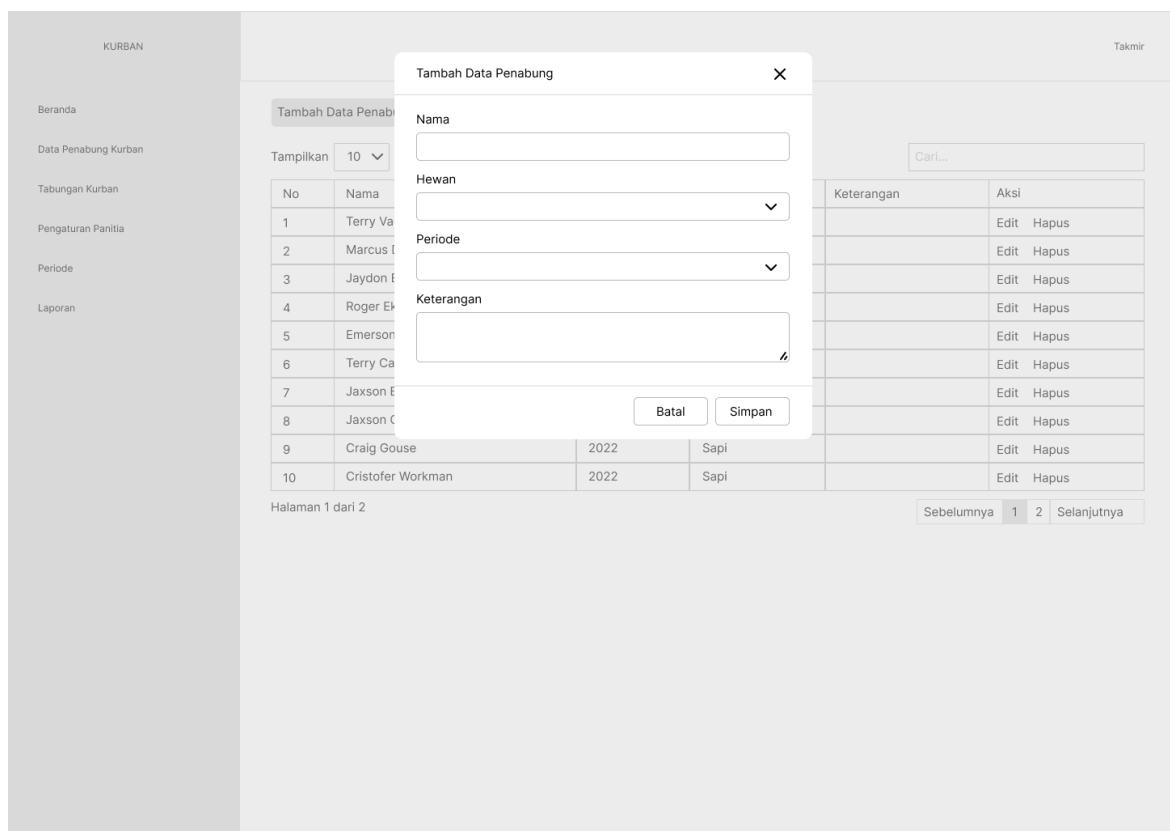 KURBAN
Takmir
Beranda
Data Penabung Kurban
Tabungan Kurban
Pengaturan Panitia
Periode
Laporan
Tambah Data
Tampilkan 10
Cari...
No Nama Keterangan Aksi
1 Terry Edit Hapus
2 Marcus Edit Hapus
3 Jaydon Edit Hapus
4 Roger Edit Hapus
5 Emerson Edit Hapus
6 Terry Edit Hapus
7 Jaxson Edit Hapus
8 Jaxson Edit Hapus
9 Craig Gouse 2022 Sapi Edit Hapus
10 Cristofer Workman 2022 Sapi Edit Hapus
Halaman 1 dari 2
Sebelumnya 1 2 Selanjutnya
Tambah Data Penabung
Nama
Hewan
Periode
Keterangan
Batal Simpan